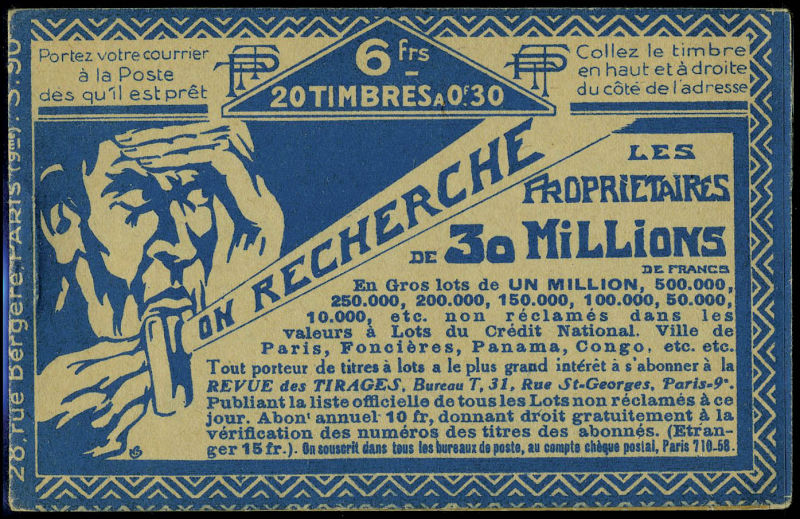 Portez votre courrier
à la Poste
dès qu'il est prêt
PTT
6 frs
20 TIMBRES A 0f.30
PTT
Collez le timbre
en haut et à droite
du côté de l'adresse
ON RECHERCHE
LES
PROPRIETAIRES
DE 30 MILLIONS
DE FRANCS
En Gros lots de UN MILLION, 500.000,
250.000, 200.000, 150.000, 100.000, 50.000,
10.000, etc. non réclamés dans les
valeurs à Lots du Crédit National. Ville de
Paris, Foncières, Panama, Congo, etc. etc.
Tout porteur de titres à lots a le plus grand intérêt à s'abonner à la
REVUE des TIRAGES, Bureau T, 31, Rue St-Georges, Paris-9e.
Publiant la liste officielle de tous les Lots non réclamés à ce
jour. Abont annuel 10 fr, donnant droit gratuitement à la
vérification des numéros des titres des abonnés. (Etran-
ger 15 fr.). On souscrit dans tous les bureaux de poste, au compte chèque postal, Paris 710-58.
28, rue Bergère, PARIS (9me).